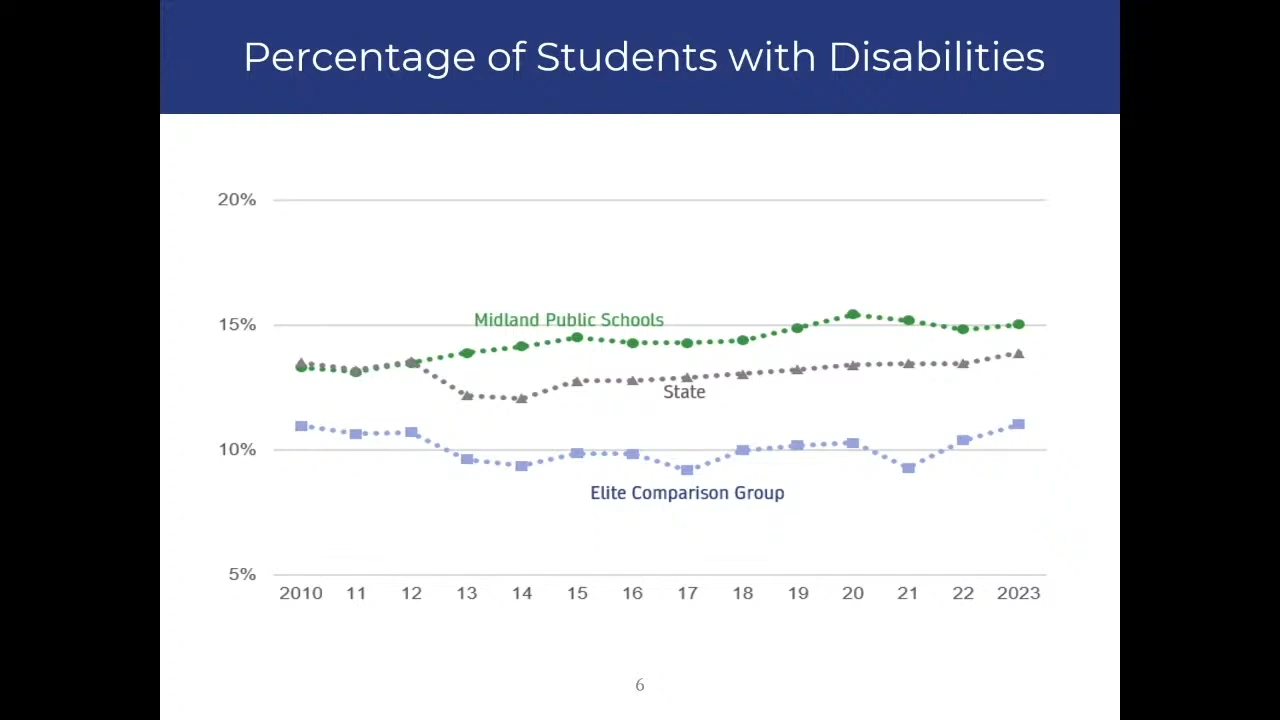 Percentage of Students with Disabilities
20%
Midland Public Schools
15%
State
10%
Elite Comparison Group
5%
2010 11 12 13 14 15 16 17 18 19 20 21 22 2023
6